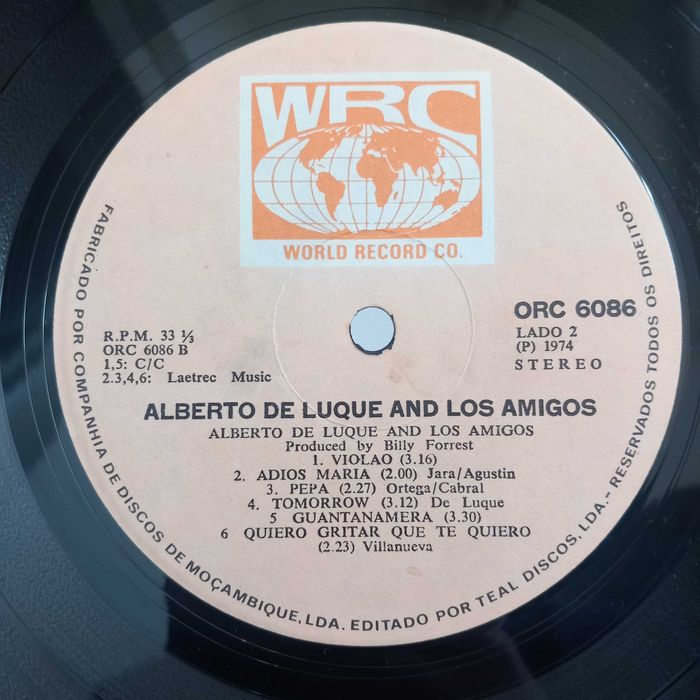 WRC
WORLD RECORD CO.
ORC 6086
R.P.M. 33 ⅓
ORC 6086 B
1,5: C/C
2.3,4,6: Laetrec Music
LADO 2
(P) 1974
STEREO
ALBERTO DE LUQUE AND LOS AMIGOS
ALBERTO DE LUQUE AND LOS AMIGOS
Produced by Billy Forrest
1. VIOLAO (3.16)
2. ADIOS MARIA (2.00) Jara/Agustin
3. PEPA (2.27) Ortega/Cabral
4. TOMORROW (3.12) De Luque
5 GUANTANAMERA (3.30)
6 QUIERO GRITAR QUE TE QUIERO
(2.23) Villanueva
FABRICADO POR COMPANHIA DE DISCOS DE MOÇAMBIQUE, LDA. EDITADO POR TEAL DISCOS, LDA.- RESERVADOS TODOS OS DIREITOS